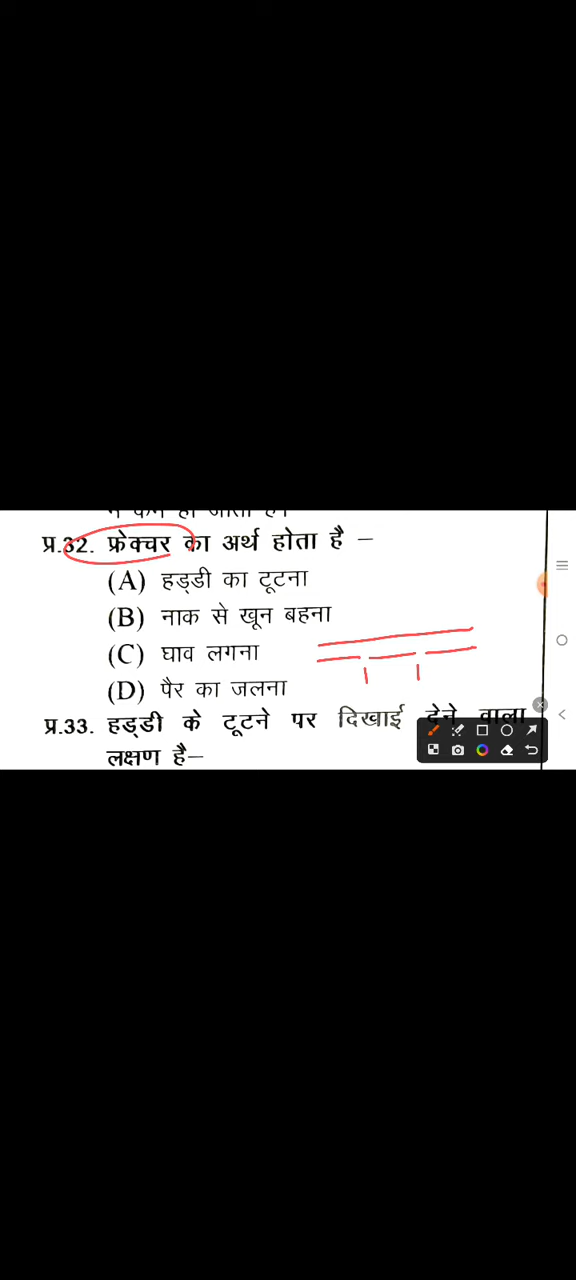 प्र.32. फ्रेक्चर का अर्थ होता है –
(A) हड्डी का टूटना
(B) नाक से खून बहना
(C) घाव लगना
(D) पैर का जलना
प्र.33. हड्डी के टूटने पर दिखाई देने वाला
लक्षण है–